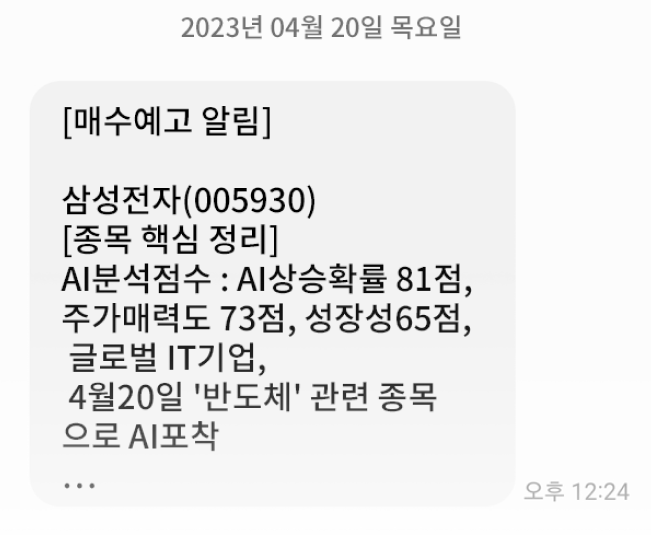 2023년 04월 20일 목요일
[매수예고 알림]
삼성전자(005930)
[종목 핵심 정리]
AI분석점수 : AI상승확률 81점,
주가매력도 73점, 성장성65점,
글로벌 IT기업,
4월20일 '반도체' 관련 종목
으로 AI포착
...
오후 12:24